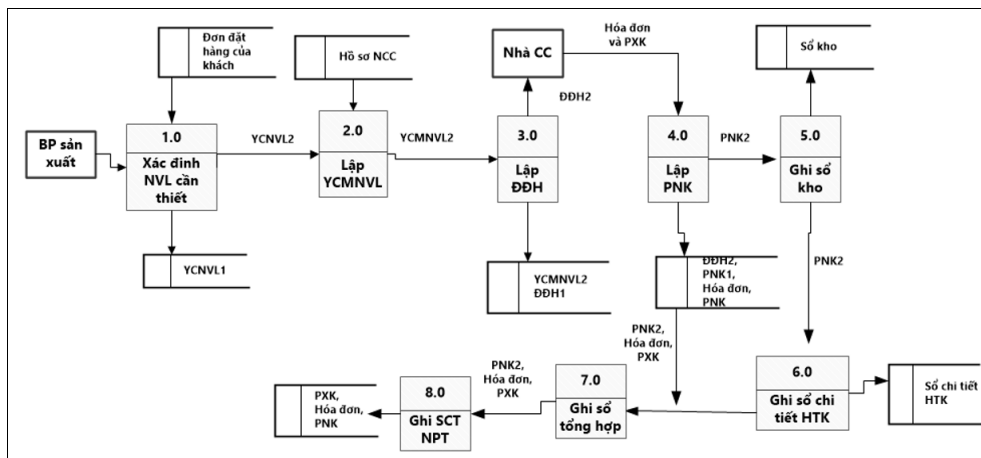 Đơn đặt
hàng của
khách
Hồ sơ NCC
Nhà CC
Hóa đơn
và PXK
Sổ kho
ĐĐH2
BP sản
xuất
1.0
Xác đinh
NVL cần
thiết
YCNVL2
2.0
Lập
YCMNVL
YCMNVL2
3.0
Lập
ĐĐH
4.0
Lập
PNK
PNK2
5.0
Ghi sổ
kho
YCNVL1
YCMNVL2
ĐĐH1
ĐĐH2,
PNK1,
Hóa đơn,
PNK
PNK2
PNK2,
Hóa đơn,
PXK
PXK,
Hóa đơn,
PNK
8.0
Ghi SCT
NPT
PNK2,
Hóa đơn,
PXK
7.0
Ghi sổ
tổng hợp
6.0
Ghi sổ chi
tiết HTK
Sổ chi tiết
HTK